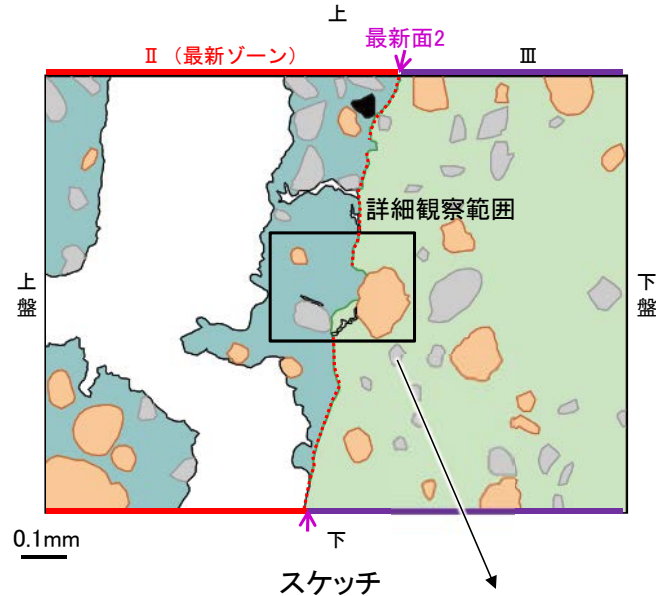 上
最新面2
Ⅱ（最新ゾーン）
Ⅲ
詳細観察範囲
上盤
下盤
下
0.1mm
スケッチ